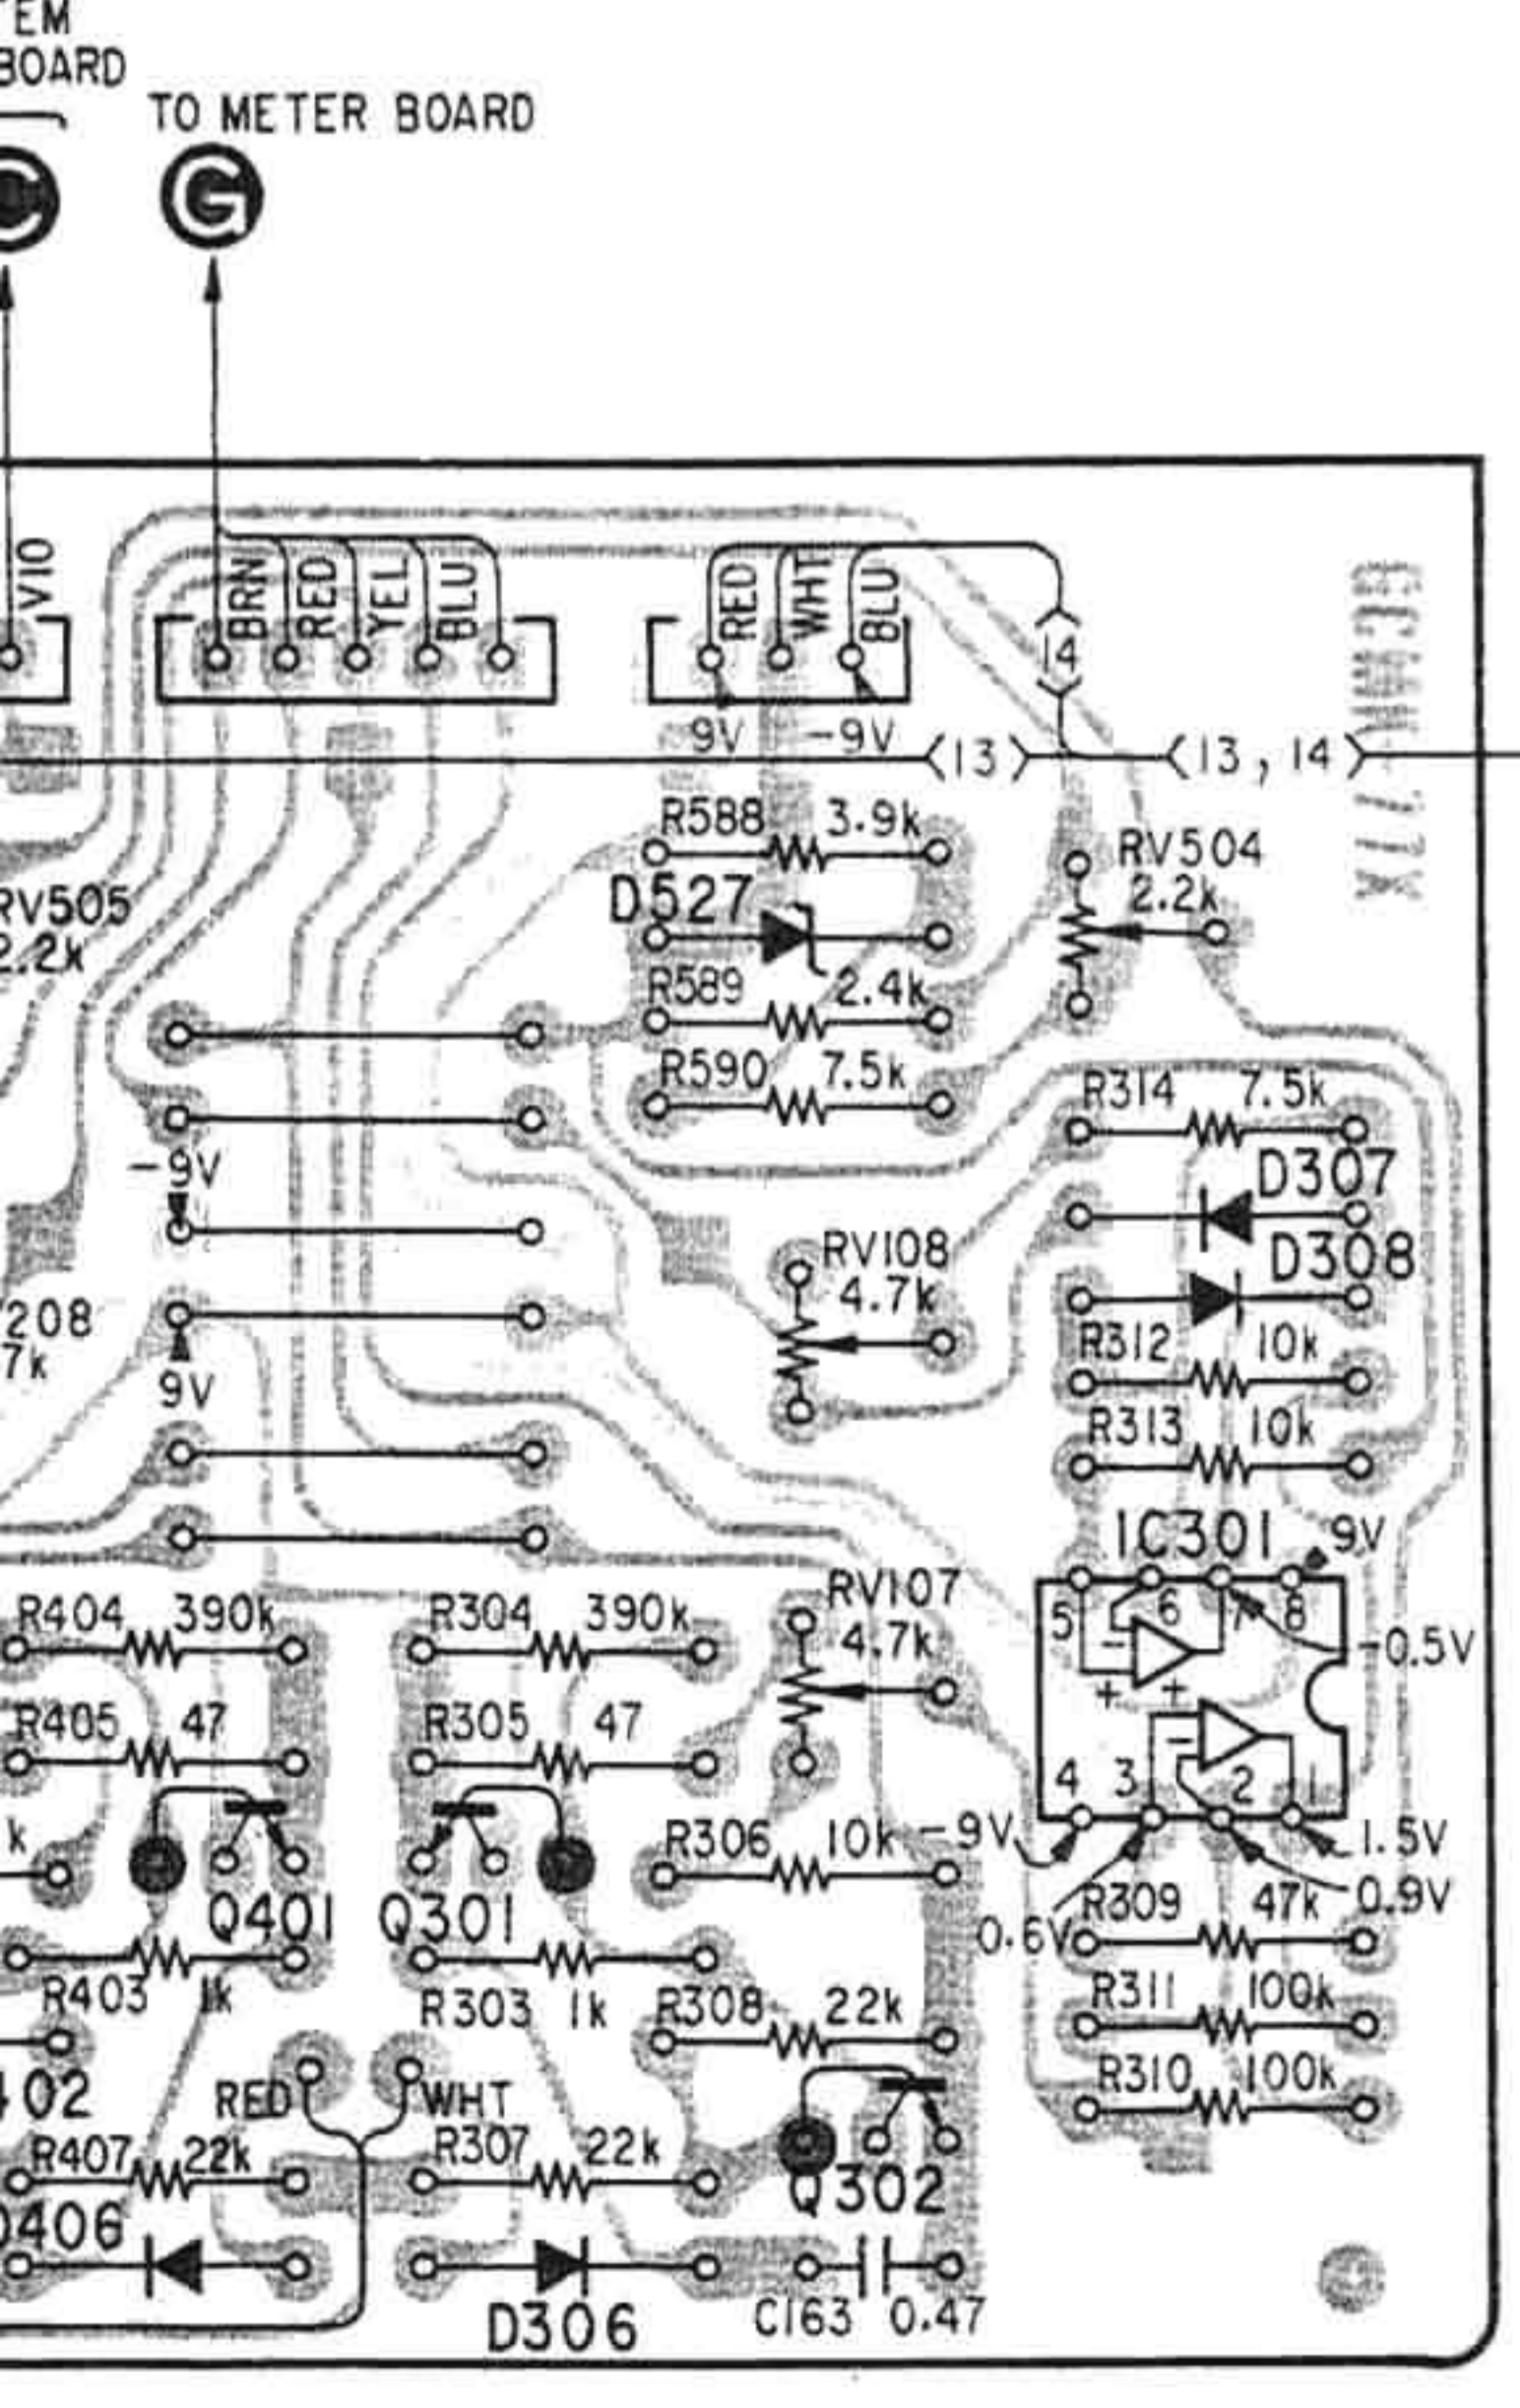 TEM
BOARD
TO METER BOARD
C
G
V10
BRN
RED
YEL
BLU
RED
WHT
BLU
14
9V
-9V
13
13, 14
R588 3.9k
RV504
2.2k
D527
RV505
2.2k
R589 2.4k
R590 7.5k
R314 7.5k
-9V
D307
RV108
4.7k
D308
208
7k
R312 10k
9V
R313 10k
IC301
9V
RV107
4.7k
R404 390k
R304 390k
5 6 7 8
-0.5V
- +
+ -
R405 47
R305 47
4 3 2 1
k
R306 10k
-9V
1.5V
Q401
Q301
0.9V
0.6V
R309 47k
R403 1k
R303 1k
R308 22k
R311 100k
402
RED
WHT
R310 100k
R407 22k
R307 22k
Q302
D406
D306
C163 0.47